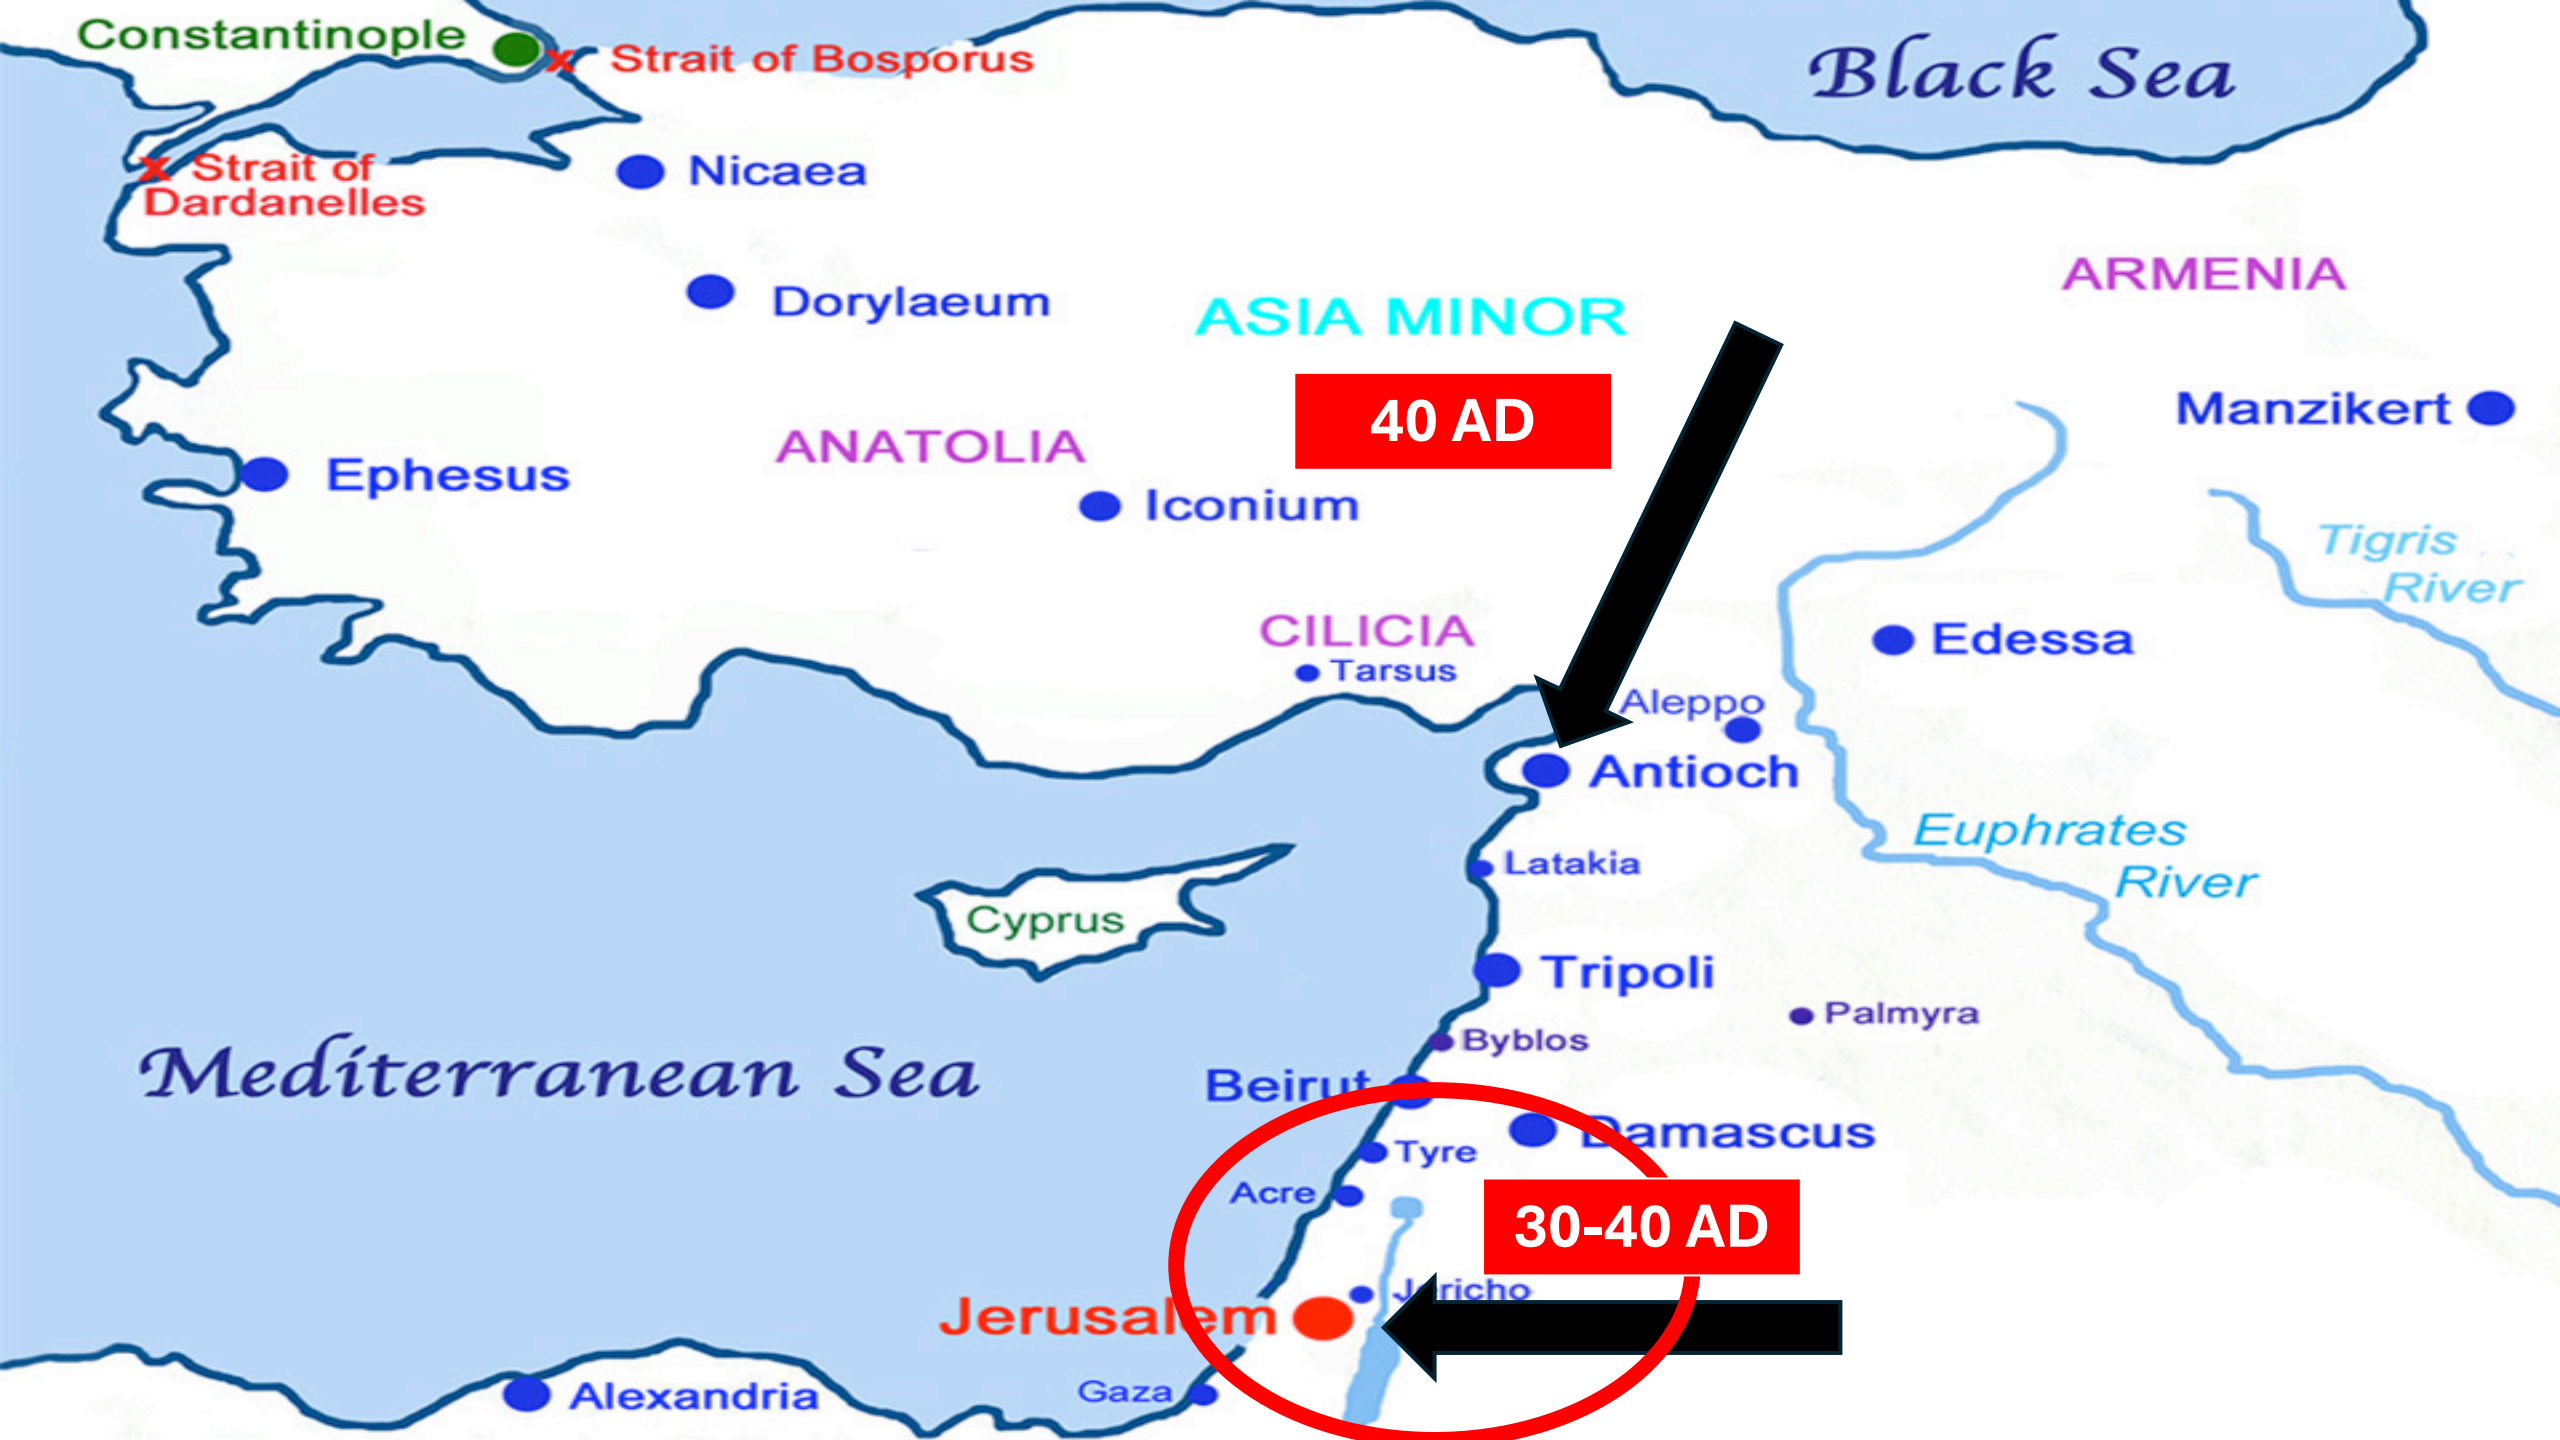 Constantinople
Strait of Bosporus
Black Sea
Strait of
Dardanelles
Nicaea
ARMENIA
Dorylaeum
ASIA MINOR
40 AD
Manzikert
ANATOLIA
Ephesus
Iconium
Tigris
River
CILICIA
Tarsus
Edessa
Aleppo
Antioch
Euphrates
River
Latakia
Cyprus
Tripoli
Palmyra
Byblos
Mediterranean Sea
Beirut
Damascus
Tyre
Acre
30-40 AD
Jericho
Jerusalem
Gaza
Alexandria